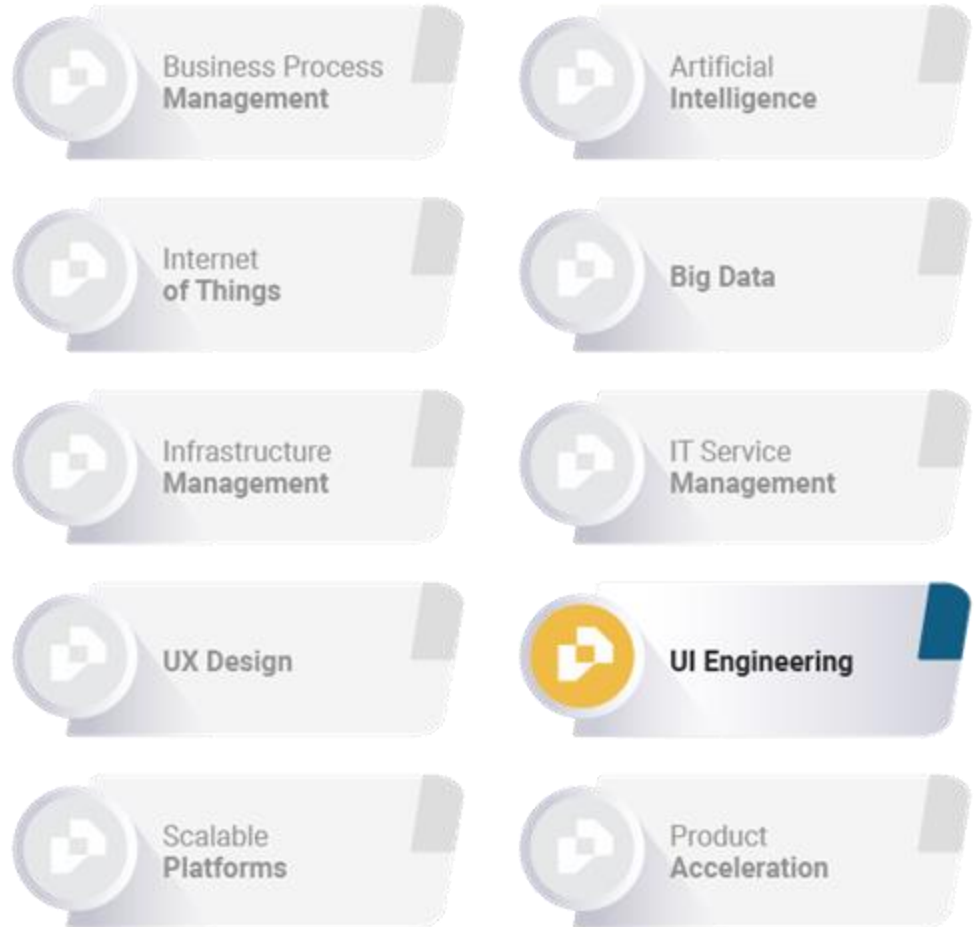 Business Process
Management
Artificial
Intelligence
Internet
of Things
Big Data
Infrastructure
Management
IT Service
Management
UX Design
UI Engineering
Scalable
Platforms
Product
Acceleration